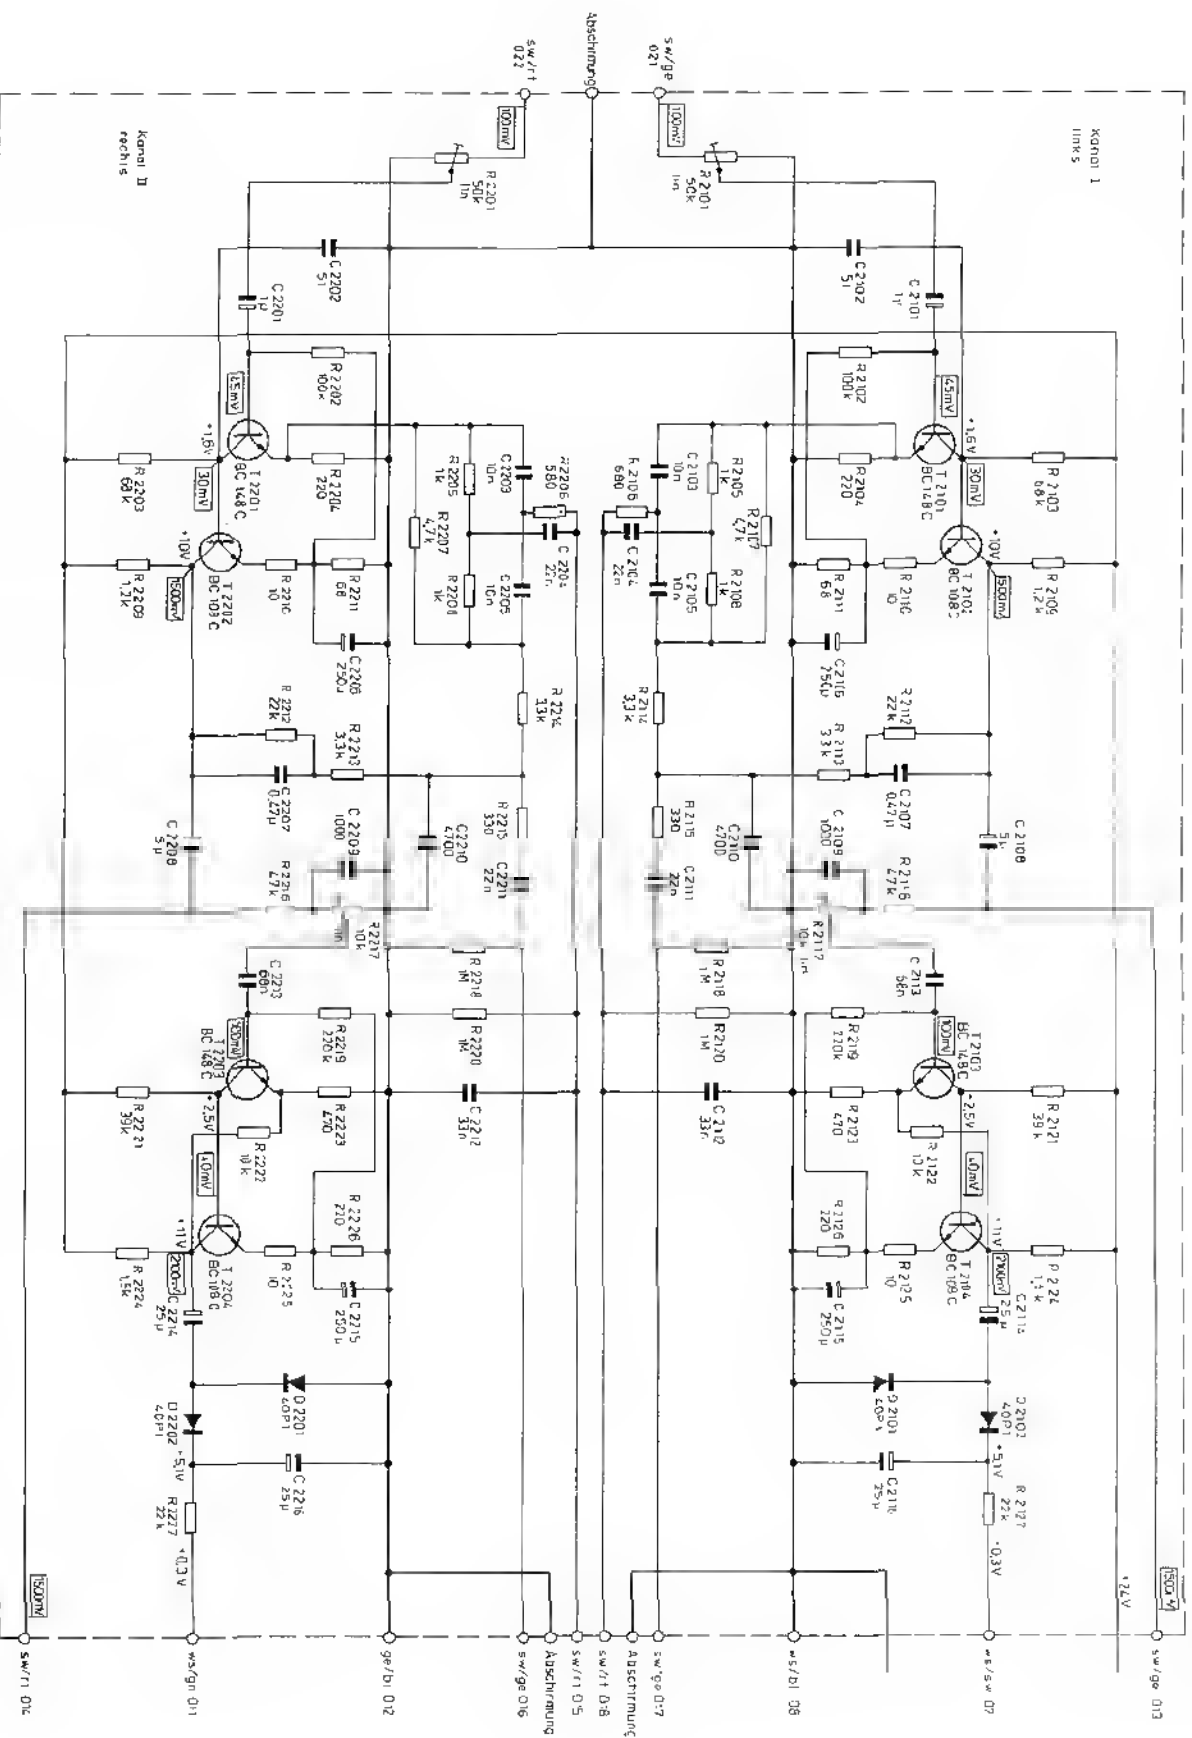 Abschirmung
sw/rt
022
sw/ge
021
100mV
100mV
Kanal II
rechts
Kanal I
links
R 2201
50k
lin
R 2101
50k
lin
C 2202
51
C 2102
51
C 2201
1µ
C 2101
R 2202
100k
R 2102
100k
45mV
45mV
+1,6V
+1,6V
T 2201
BC 148 C
T 2101
BC 148 C
30mV
30mV
R 2203
68k
R 2204
220
R 2205
1k
C 2203
10n
R 2206
680
R 2106
680
C 2103
10n
R 2105
1k
R 2104
220
R 2103
68k
R 2207
4,7k
C 2204
22n
C 2104
22n
R 2107
4,7k
+10V
+10V
1500mV
1500mV
T 2202
BC 108 C
BC 108 C
R 2209
1,2k
R 2210
10
R 2211
68
R 2208
1k
C 2205
10n
C 2105
10n
R 2108
1k
R 2111
68
R 2110
10
R 2109
1,2k
C 2206
250µ
C 2106
250µ
R 2212
22k
R 2213
3,3k
R 2214
3,3k
R 2114
3,3k
R 2113
3,3k
R 2112
22k
C 2207
0,47µ
C 2107
0,47µ
C 2208
5µ
C 2209
1000
C 2210
4700
R 2215
330
R 2115
330
C 2110
4700
C 2109
1000
C 2108
5µ
R 2216
47k
C 2211
22n
C 2111
22n
R 2116
47k
R 2217
10k
lin
R 2117
10k lin
C 2213
68n
R 2218
1M
R 2118
1M
C 2113
68n
R 2219
220k
R 2220
1M
R 2120
1M
R 2119
220k
100mV
100mV
T 2203
BC 148 C
T 2103
BC 148 C
R 2221
39k
R 2223
470
C 2212
33n
C 2112
33n
R 2123
470
R 2121
39k
+2,5V
+2,5V
R 2222
10k
R 2122
10k
40mV
40mV
+11V
+11V
T 2204
BC 108 C
T 2104
BC 108 C
2100mV
2100mV
R 2224
1,5k
R 2225
10
R 2226
220
R 2126
220
R 2125
10
C 2214
25µ
C 2215
250µ
C 2115
250µ
C 2114
25µ
D 2201
40P1
D 2101
40P1
D 2202
40P1
D 2102
40P1
+5,1V
+5,1V
C 2216
25µ
C 2116
25µ
R 2227
22k
R 2127
22k
+0,3V
+0,3V
1500mV
+24V
1500mV
sw/rt 014
ws/gn 011
ge/bl 012
sw/ge 016
Abschirmung
sw/rt 015
sw/rt 018
Abschirmung
sw/ge 017
ws/bl 08
ws/sw 07
sw/ge 013